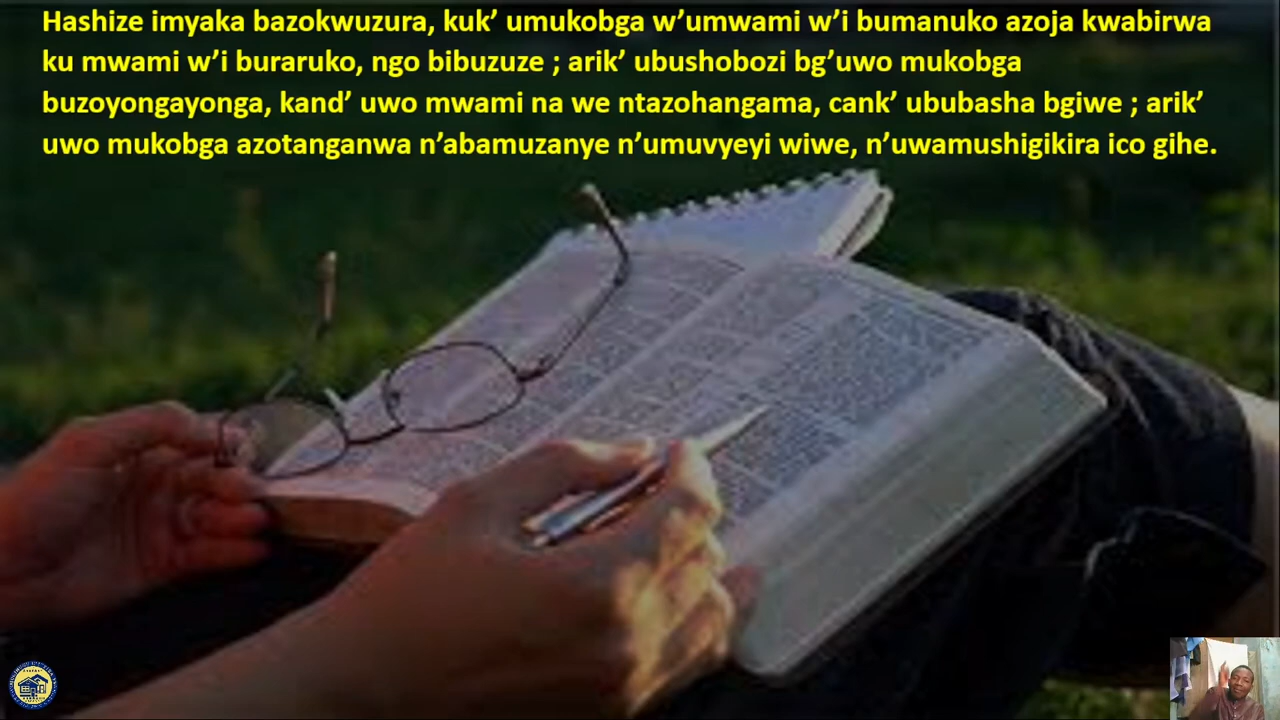 Hashize imyaka bazokwuzura, kuk’ umukobga w’umwami w’i bumanuko azoja kwabirwa
ku mwami w’i buraruko, ngo bibuzuze ; arik’ ubushobozi bg’uwo mukobga
buzoyongayonga, kand’ uwo mwami na we ntazohangama, cank’ ububasha bgiwe ; arik’
uwo mukobga azotanganwa n’abamuzanye n’umuvyeyi wiwe, n’uwamushigikira ico gihe.